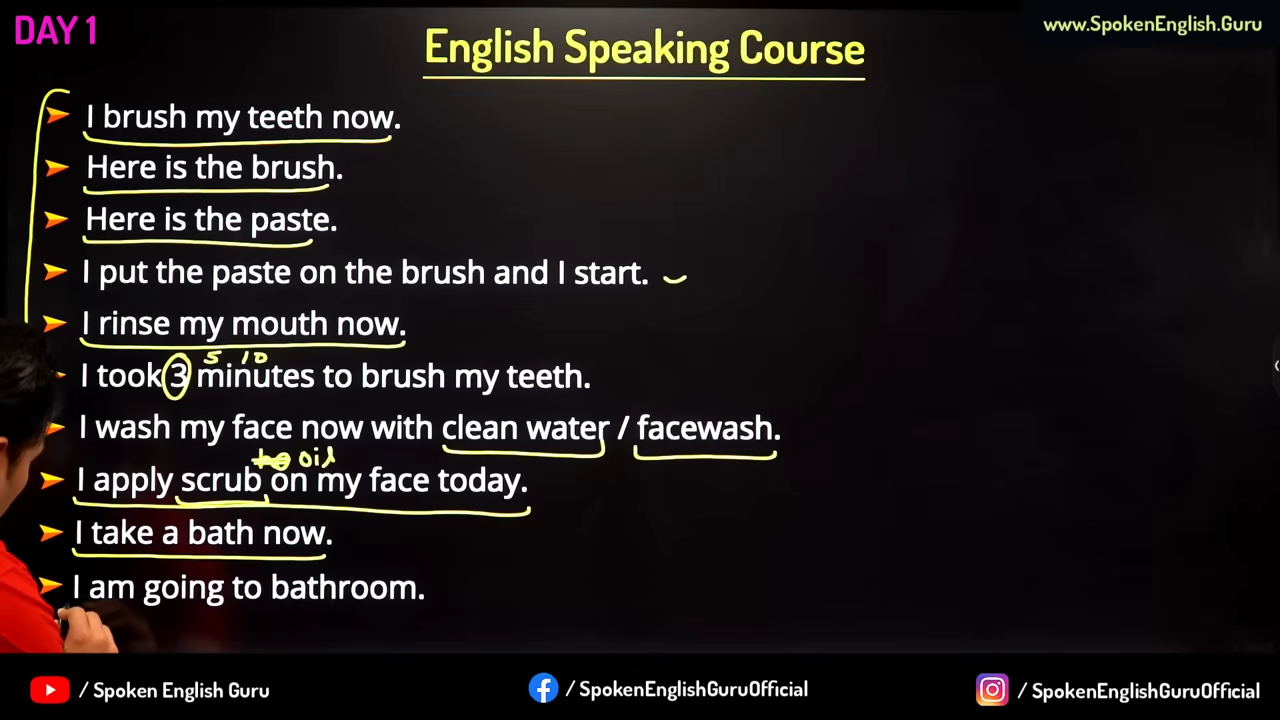 DAY 1
www.SpokenEnglish.Guru
English Speaking Course
I brush my teeth now.
Here is the brush.
Here is the paste.
I put the paste on the brush and I start.
I rinse my mouth now.
5 10
I took 3 minutes to brush my teeth.
I wash my face now with clean water / facewash.
oil
I apply scrub on my face today.
I take a bath now.
I am going to bathroom.
/ Spoken English Guru
/ SpokenEnglishGuruOfficial
/ SpokenEnglishGuruOfficial